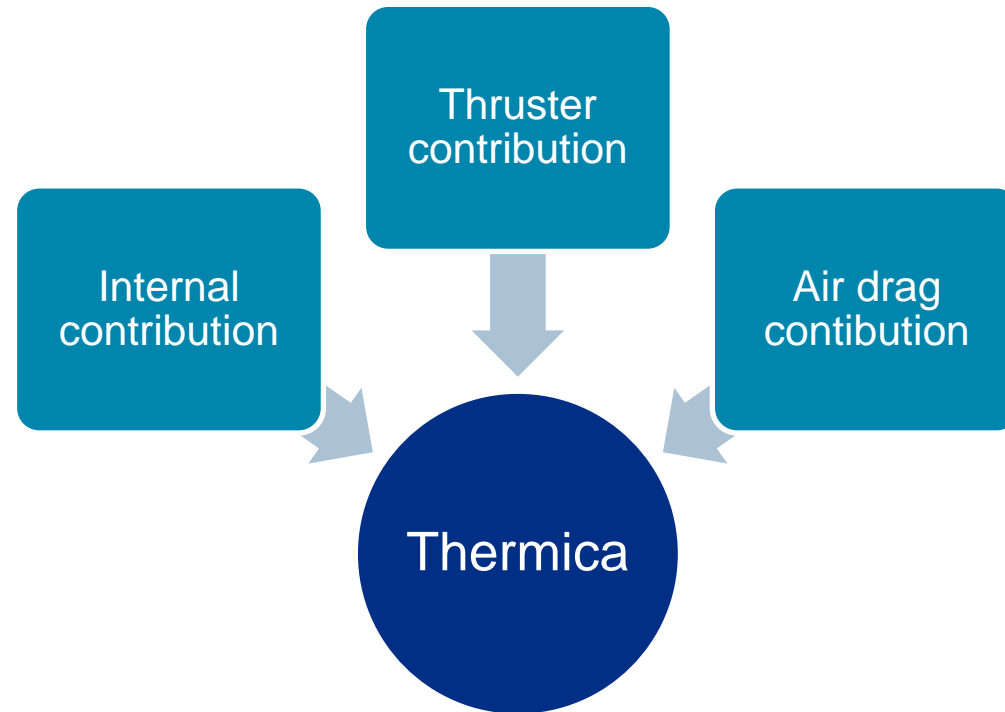 Thruster
contribution
Internal
contribution
Air drag
contibution
Thermica